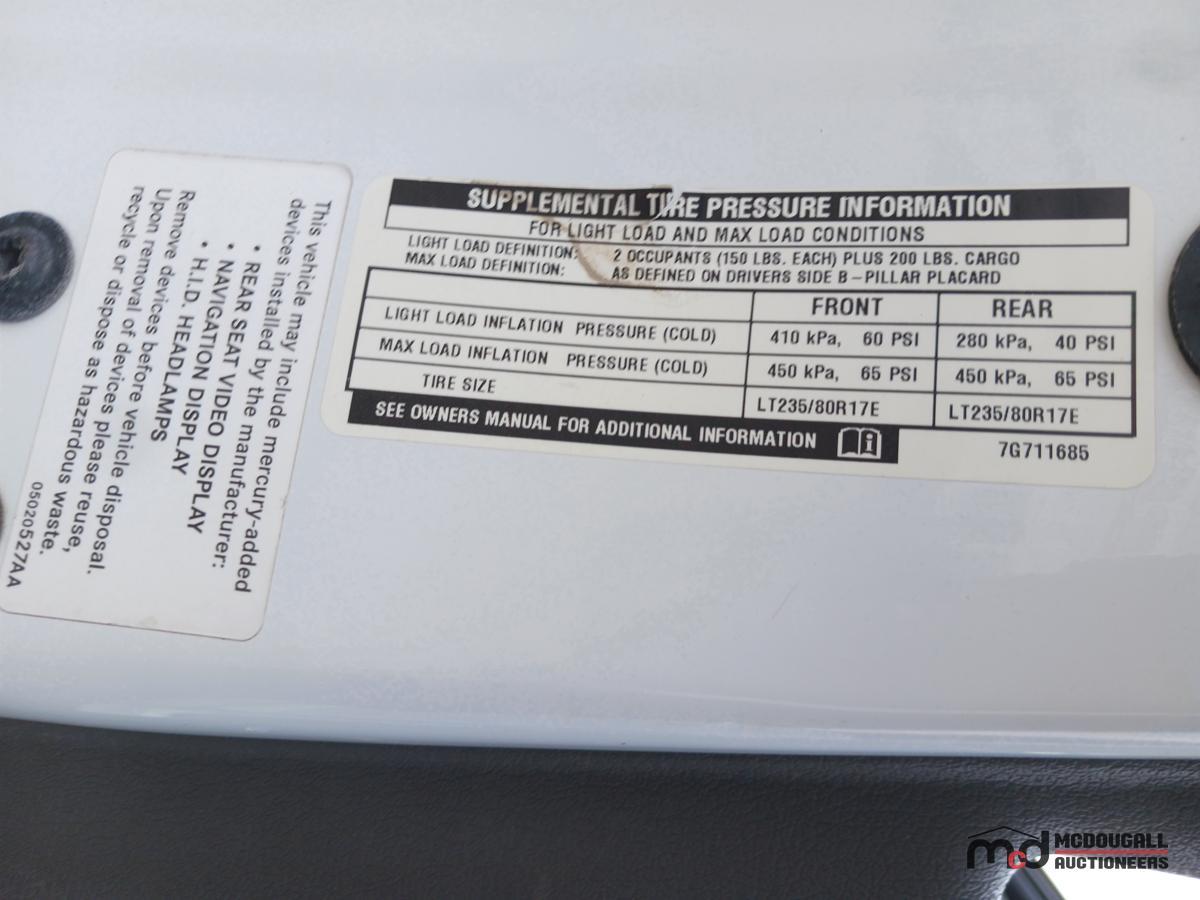 This vehicle may include mercury-added
devices installed by the manufacturer:
• REAR SEAT VIDEO DISPLAY
• NAVIGATION DISPLAY
• H.I.D. HEADLAMPS
Remove devices before vehicle disposal.
Upon removal of devices please reuse,
recycle or dispose as hazardous waste.
05020527AA
SUPPLEMENTAL TIRE PRESSURE INFORMATION
FOR LIGHT LOAD AND MAX LOAD CONDITIONS
LIGHT LOAD DEFINITION: 2 OCCUPANTS (150 LBS. EACH) PLUS 200 LBS. CARGO
MAX LOAD DEFINITION: AS DEFINED ON DRIVERS SIDE B-PILLAR PLACARD
FRONT REAR
LIGHT LOAD INFLATION PRESSURE (COLD) 410 kPa, 60 PSI 280 kPa, 40 PSI
MAX LOAD INFLATION PRESSURE (COLD) 450 kPa, 65 PSI 450 kPa, 65 PSI
TIRE SIZE LT235/80R17E LT235/80R17E
SEE OWNERS MANUAL FOR ADDITIONAL INFORMATION
7G711685
mcd MCDOUGALL
AUCTIONEERS